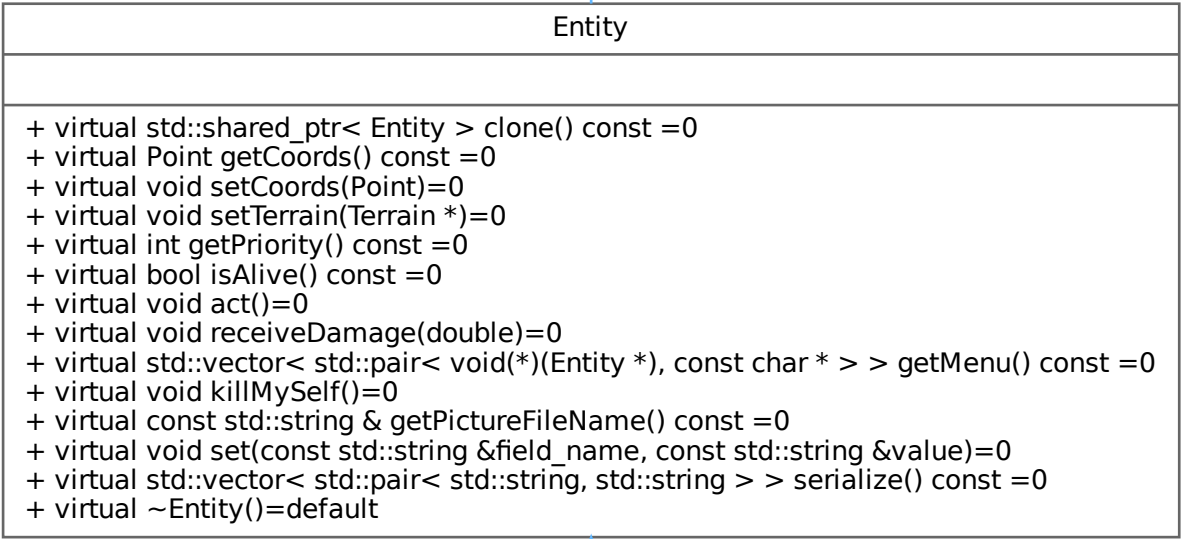 Entity
+ virtual std::shared_ptr< Entity > clone() const =0
+ virtual Point getCoords() const =0
+ virtual void setCoords(Point)=0
+ virtual void setTerrain(Terrain *)=0
+ virtual int getPriority() const =0
+ virtual bool isAlive() const =0
+ virtual void act()=0
+ virtual void receiveDamage(double)=0
+ virtual std::vector< std::pair< void(*)(Entity *), const char * > > getMenu() const =0
+ virtual void killMySelf()=0
+ virtual const std::string & getPictureFileName() const =0
+ virtual void set(const std::string &field_name, const std::string &value)=0
+ virtual std::vector< std::pair< std::string, std::string > > serialize() const =0
+ virtual ~Entity()=default